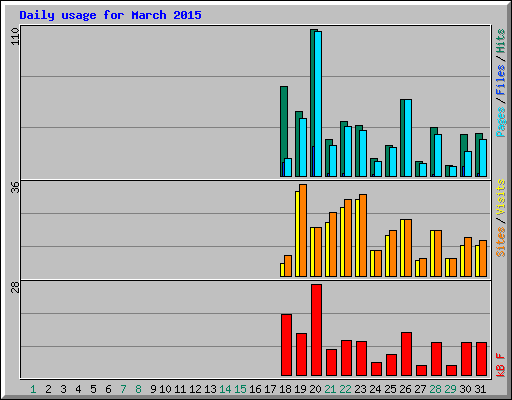 Daily usage for March 2015
110
Pages/Files/Hits
36
Sites/Visits
28
kB F
1 2 3 4 5 6 7 8 9 10 11 12 13 14 15 16 17 18 19 20 21 22 23 24 25 26 27 28 29 30 31